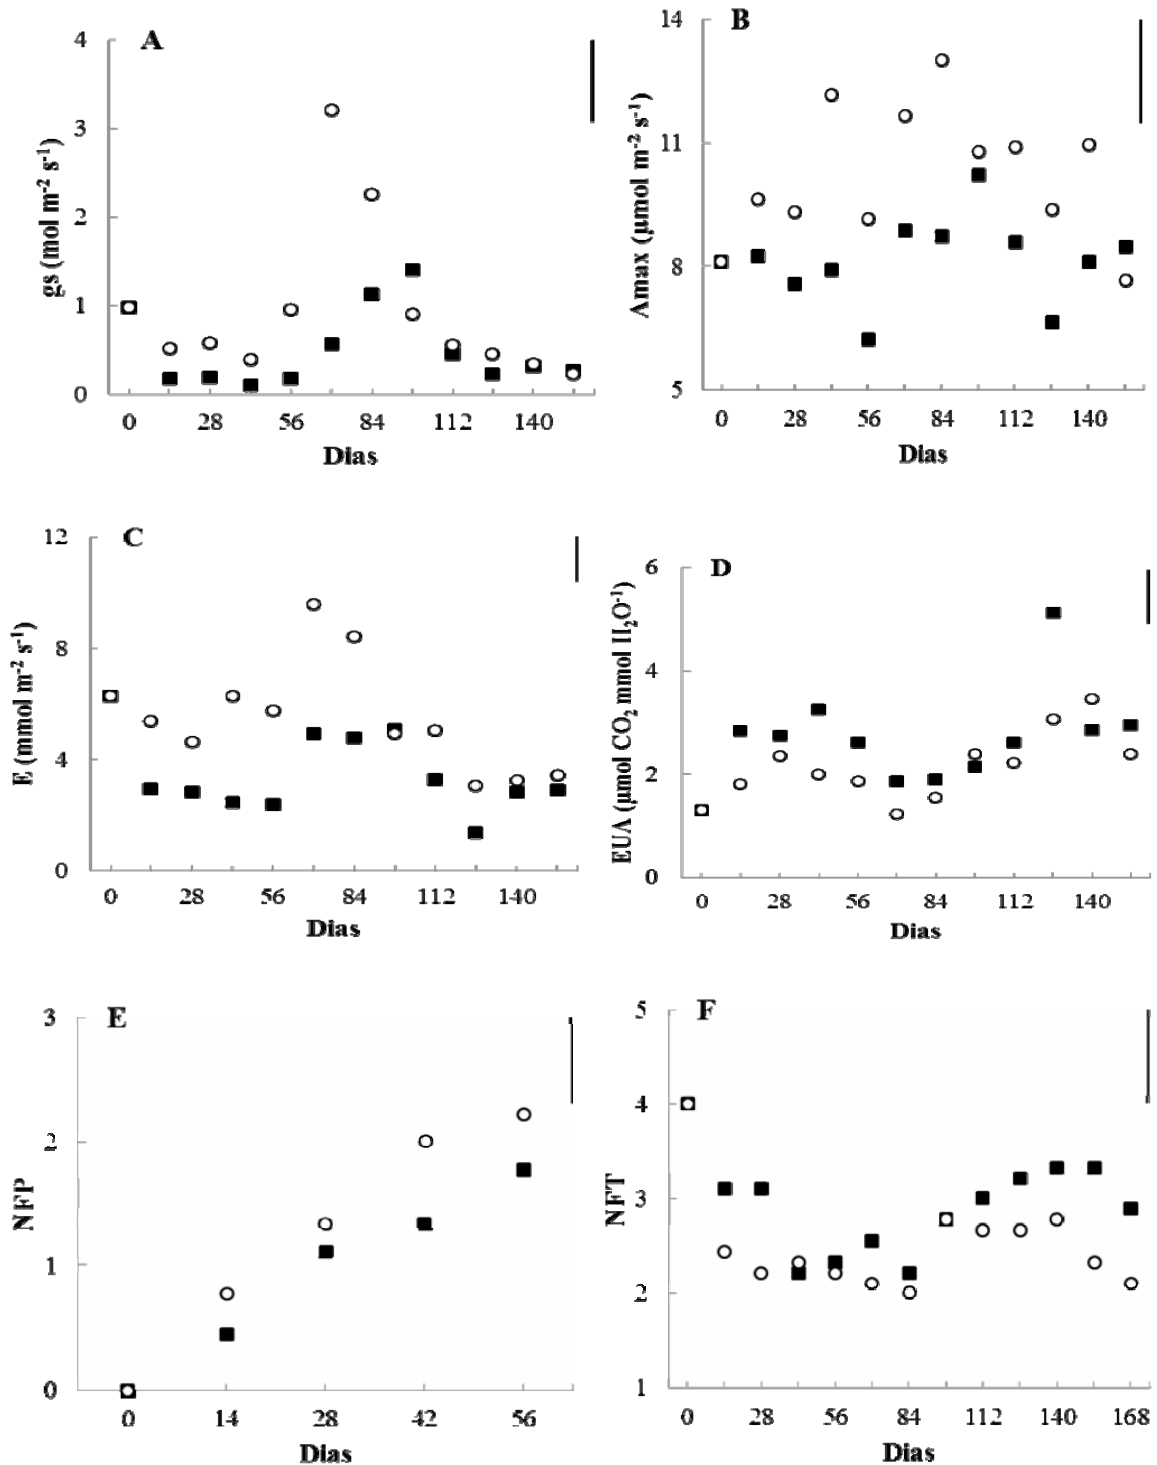 A
4
3
2
1
0
gs (mol m-2 s-1)
0 28 56 84 112 140
Dias
B
14
11
8
5
Amax (µmol m-2 s-1)
0 28 56 84 112 140
Dias
C
12
8
4
0
E (mmol m-2 s-1)
0 28 56 84 112 140
Dias
D
6
4
2
0
EUA (µmol CO2 mmol H2O-1)
0 28 56 84 112 140
Dias
E
3
2
1
0
NFP
0 14 28 42 56
Dias
F
5
4
3
2
1
NFT
0 28 56 84 112 140 168
Dias